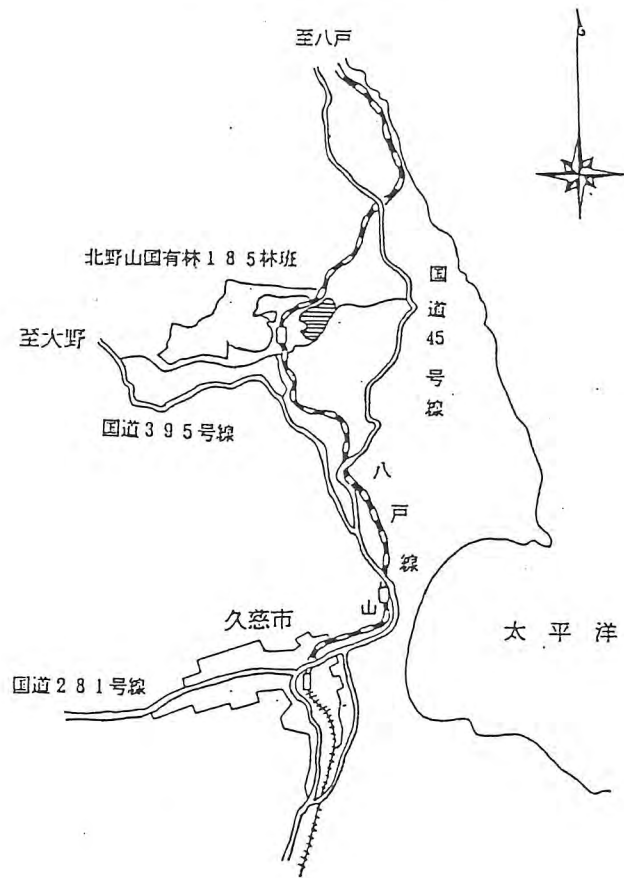 至八戸
北野山国有林185林班
至大野
国道45号線
国道395号線
八戸線
山
久慈市
太平洋
国道281号線